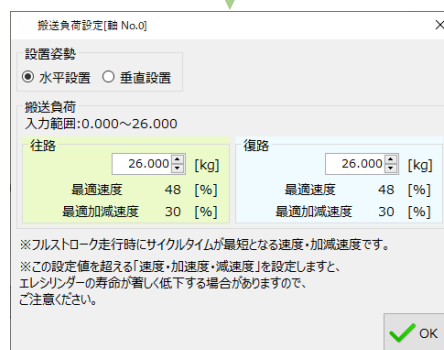 搬送負荷設定[軸 No.0]
設置姿勢
水平設置 垂直設置
搬送負荷
入力範囲:0.000～26.000
往路 復路
26.000 [kg] 26.000 [kg]
最適速度 48 [%] 最適速度 48 [%]
最適加減速度 30 [%] 最適加減速度 30 [%]
※フルストローク走行時にサイクルタイムが最短となる速度・加減速度です。
※この設定値を超える「速度・加速度・減速度」を設定しますと、
エレシリンダーの寿命が著しく低下する場合がありますので、
ご注意ください。
OK